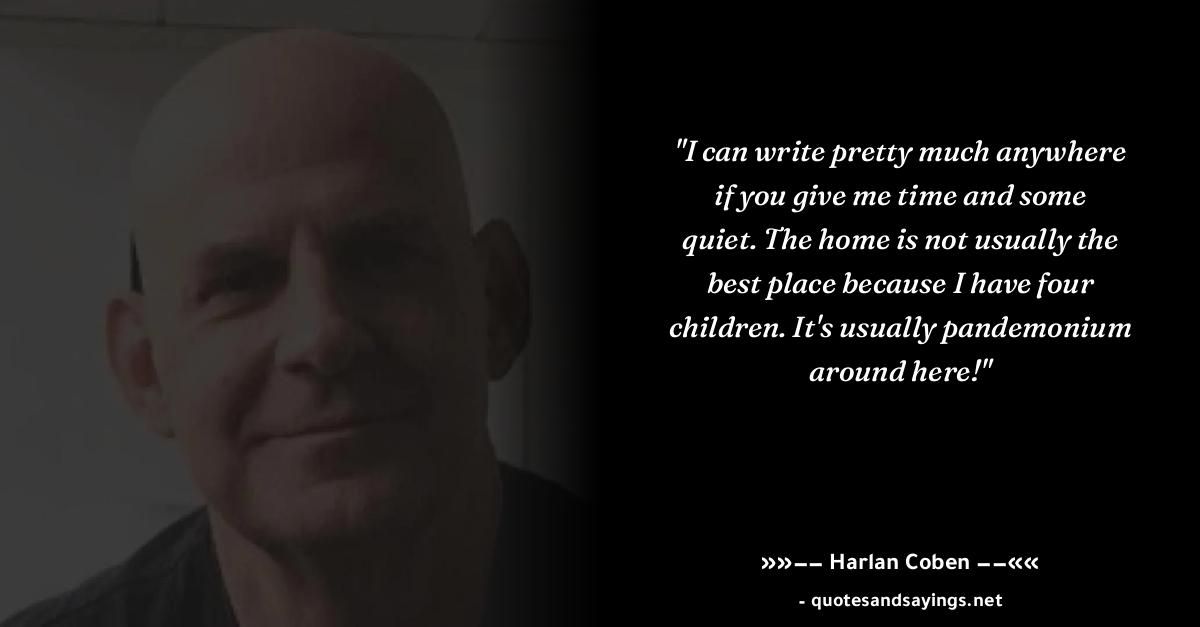 "I can write pretty much anywhere
if you give me time and some
quiet. The home is not usually the
best place because I have four
children. It's usually pandemonium
around here!"
»»−− Harlan Coben −−««
- quotesandsayings.net